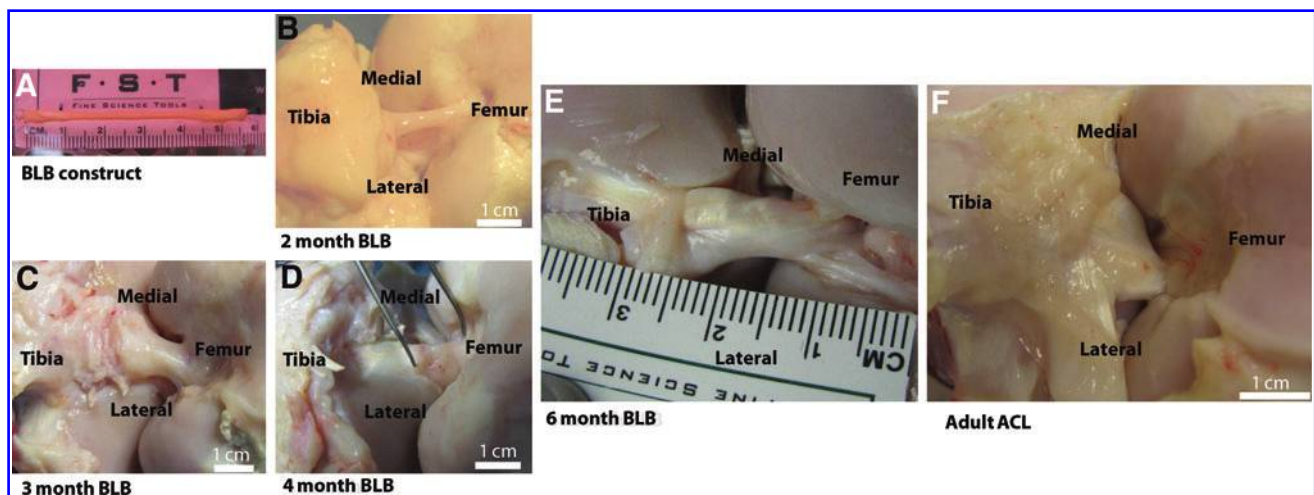 A
F · S · T
FINE SCIENCE TOOLS
CM 1 2 3 4 5 6
BLB construct
B
Medial
Tibia
Femur
Lateral
1 cm
2 month BLB
C
Medial
Tibia
Femur
Lateral
1 cm
3 month BLB
D
Medial
Tibia
Femur
Lateral
1 cm
4 month BLB
E
Medial
Femur
Tibia
3 2 1 CM
Lateral
FINE SCIENCE TO
6 month BLB
F
Medial
Tibia
Femur
Lateral
1 cm
Adult ACL